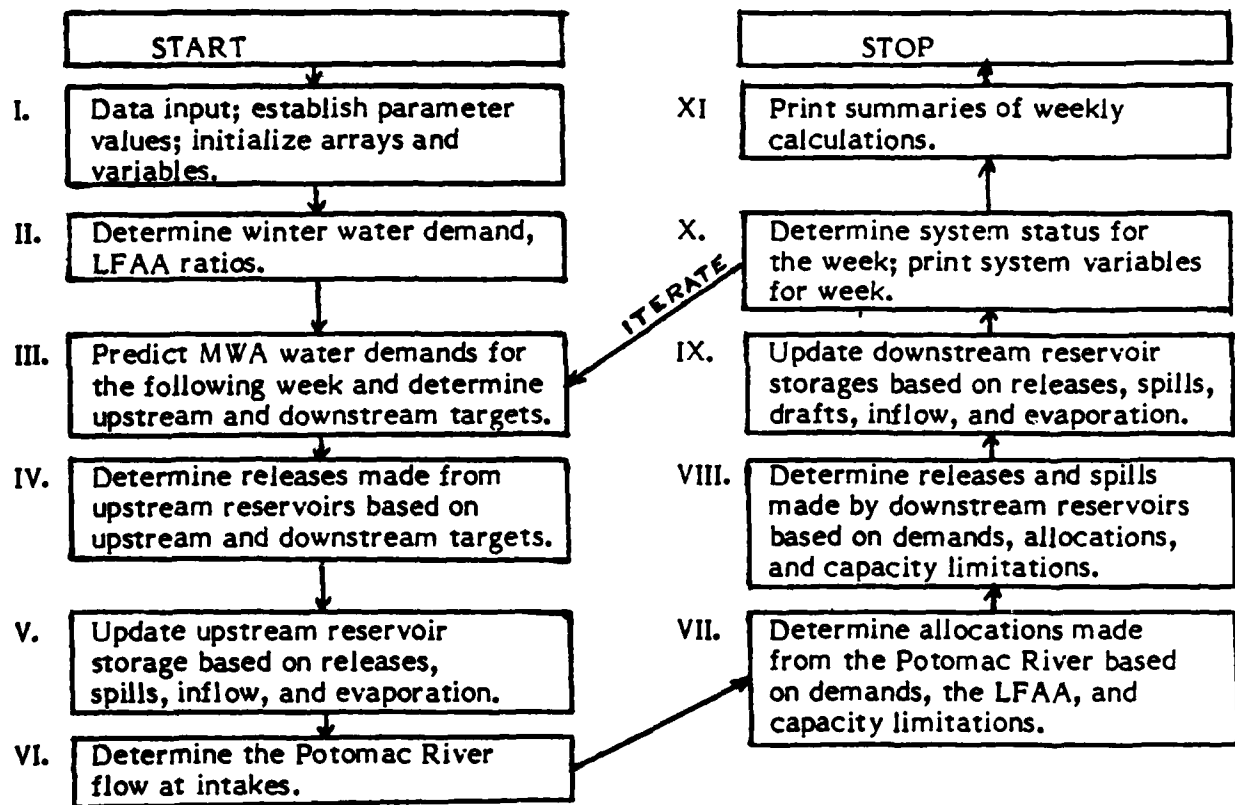 START
I.
Data input; establish parameter
values; initialize arrays and
variables.
II.
Determine winter water demand,
LFAA ratios.
III.
Predict MWA water demands for
the following week and determine
upstream and downstream targets.
IV.
Determine releases made from
upstream reservoirs based on
upstream and downstream targets.
V.
Update upstream reservoir
storage based on releases,
spills, inflow, and evaporation.
VI.
Determine the Potomac River
flow at intakes.
ITERATE
STOP
XI
Print summaries of weekly
calculations.
X.
Determine system status for
the week; print system variables
for week.
IX.
Update downstream reservoir
storages based on releases, spills,
drafts, inflow, and evaporation.
VIII.
Determine releases and spills
made by downstream reservoirs
based on demands, allocations,
and capacity limitations.
VII.
Determine allocations made
from the Potomac River based
on demands, the LFAA, and
capacity limitations.